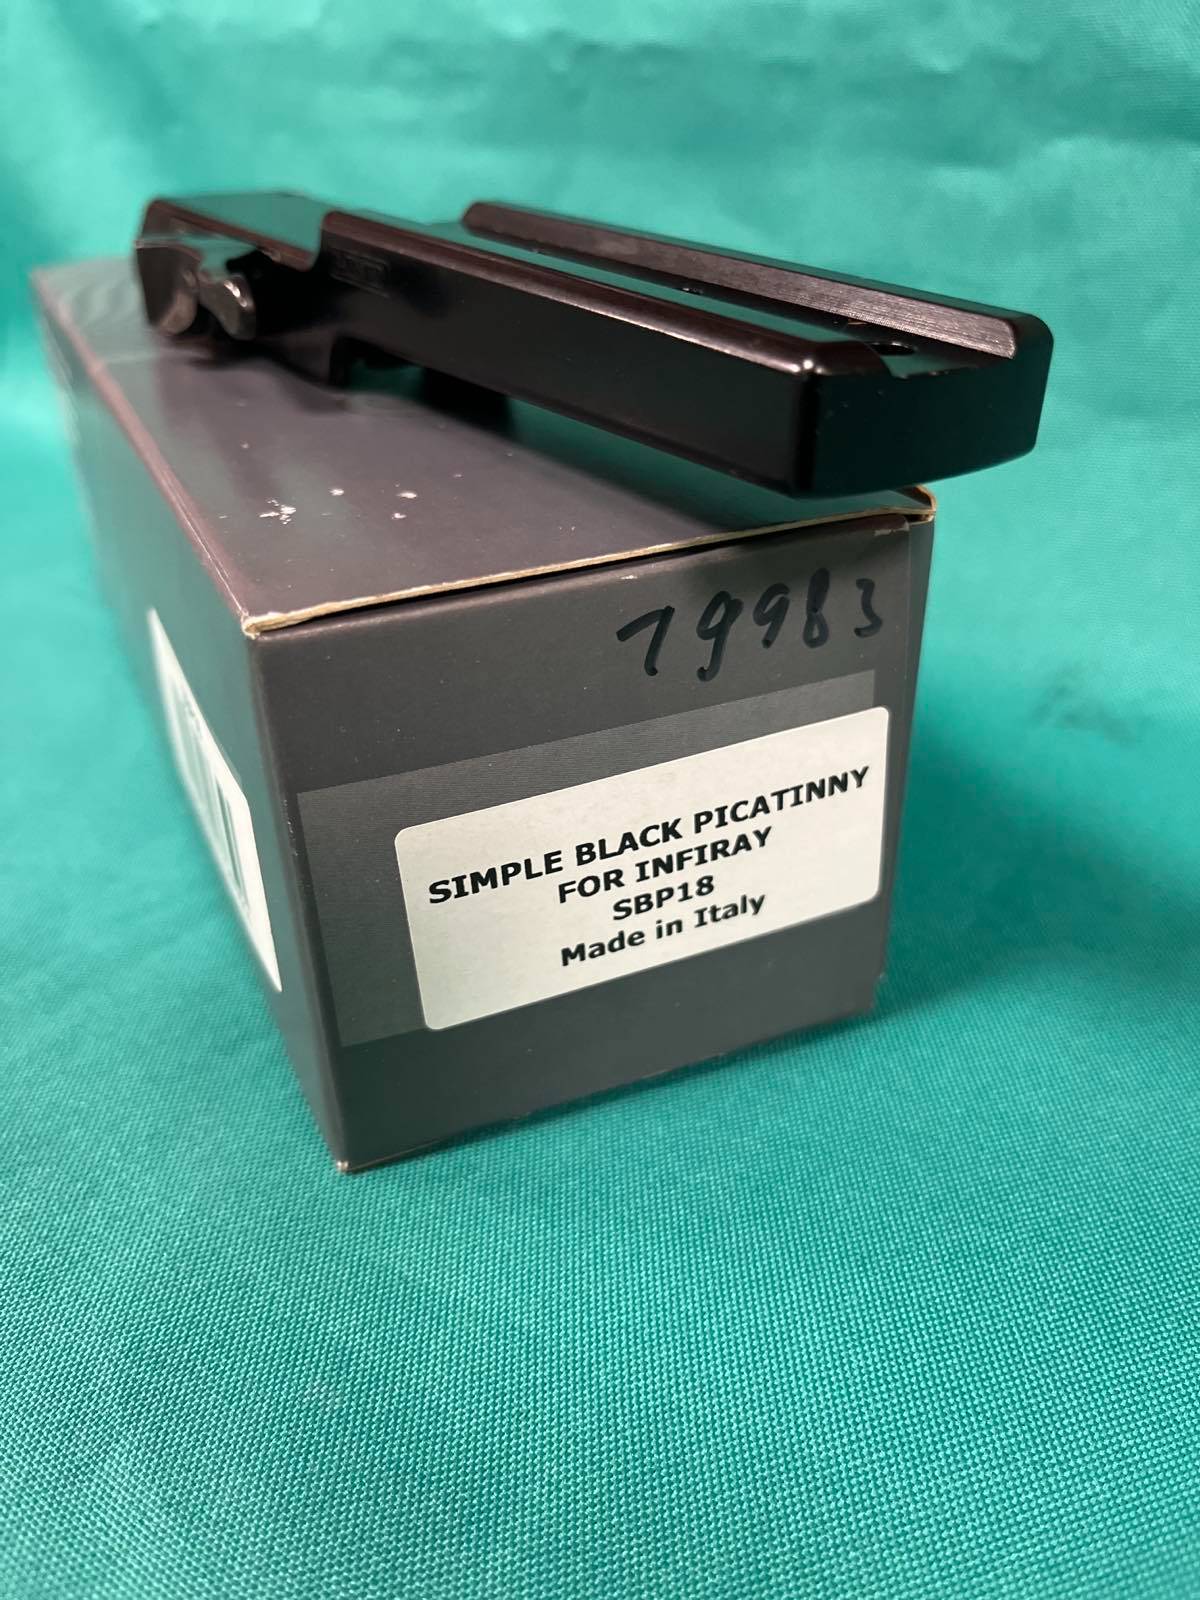 79983
SIMPLE BLACK PICATINNY
FOR INFIRAY
SBP18
Made in Italy